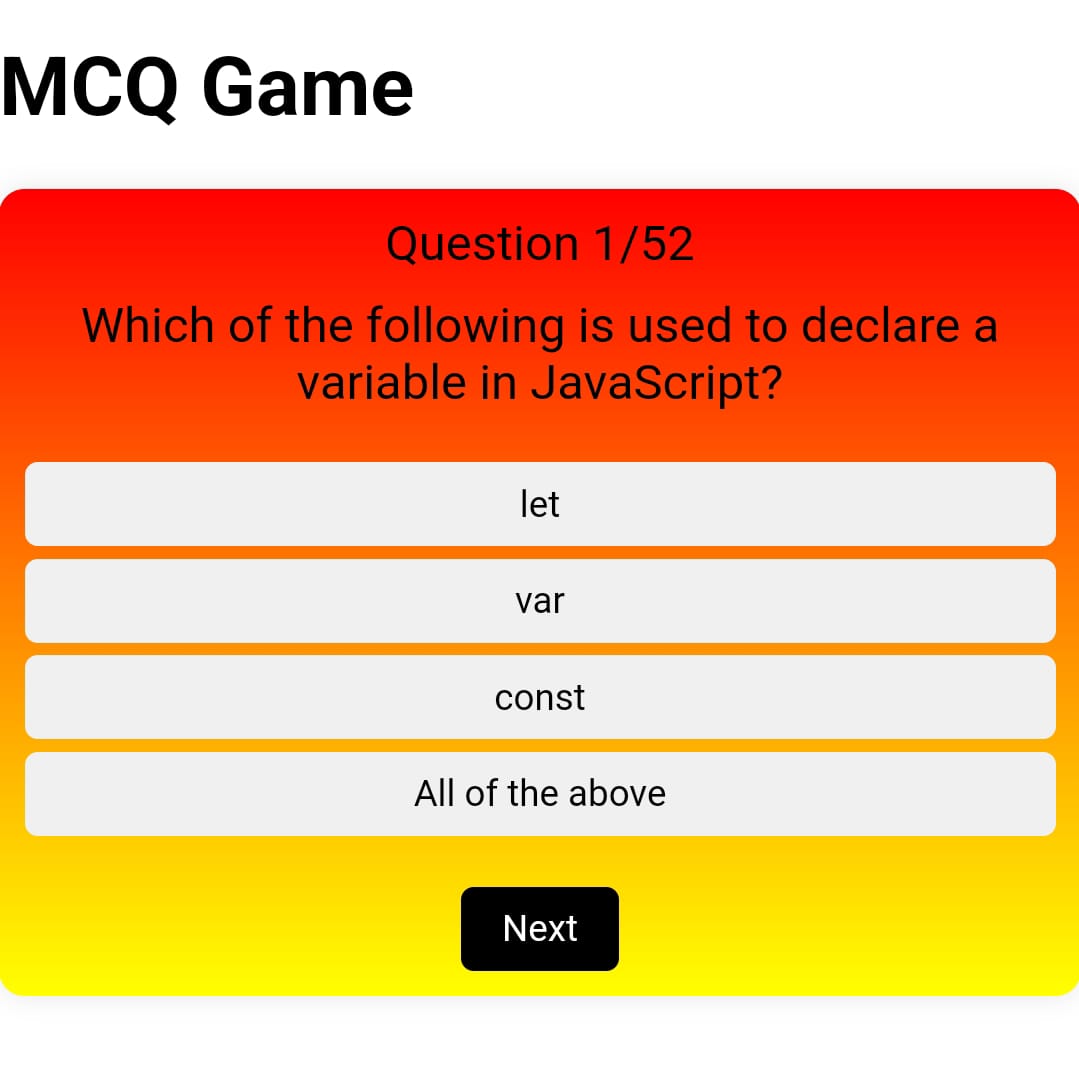 MCQ Game
Question 1/52
Which of the following is used to declare a
variable in JavaScript?
let
var
const
All of the above
Next